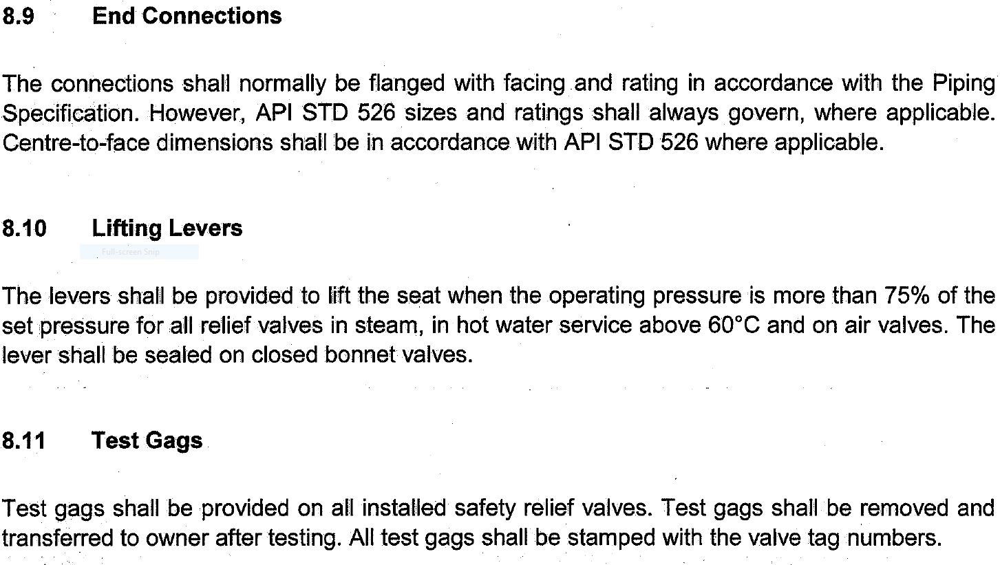 8.9 End Connections
The connections shall normally be flanged with facing and rating in accordance with the Piping
Specification. However, API STD 526 sizes and ratings shall always govern, where applicable.
Centre-to-face dimensions shall be in accordance with API STD 526 where applicable.
8.10 Lifting Levers
Full-screen Snip
The levers shall be provided to lift the seat when the operating pressure is more than 75% of the
set pressure for all relief valves in steam, in hot water service above 60°C and on air valves. The
lever shall be sealed on closed bonnet valves.
8.11 Test Gags
Test gags shall be provided on all installed safety relief valves. Test gags shall be removed and
transferred to owner after testing. All test gags shall be stamped with the valve tag numbers.